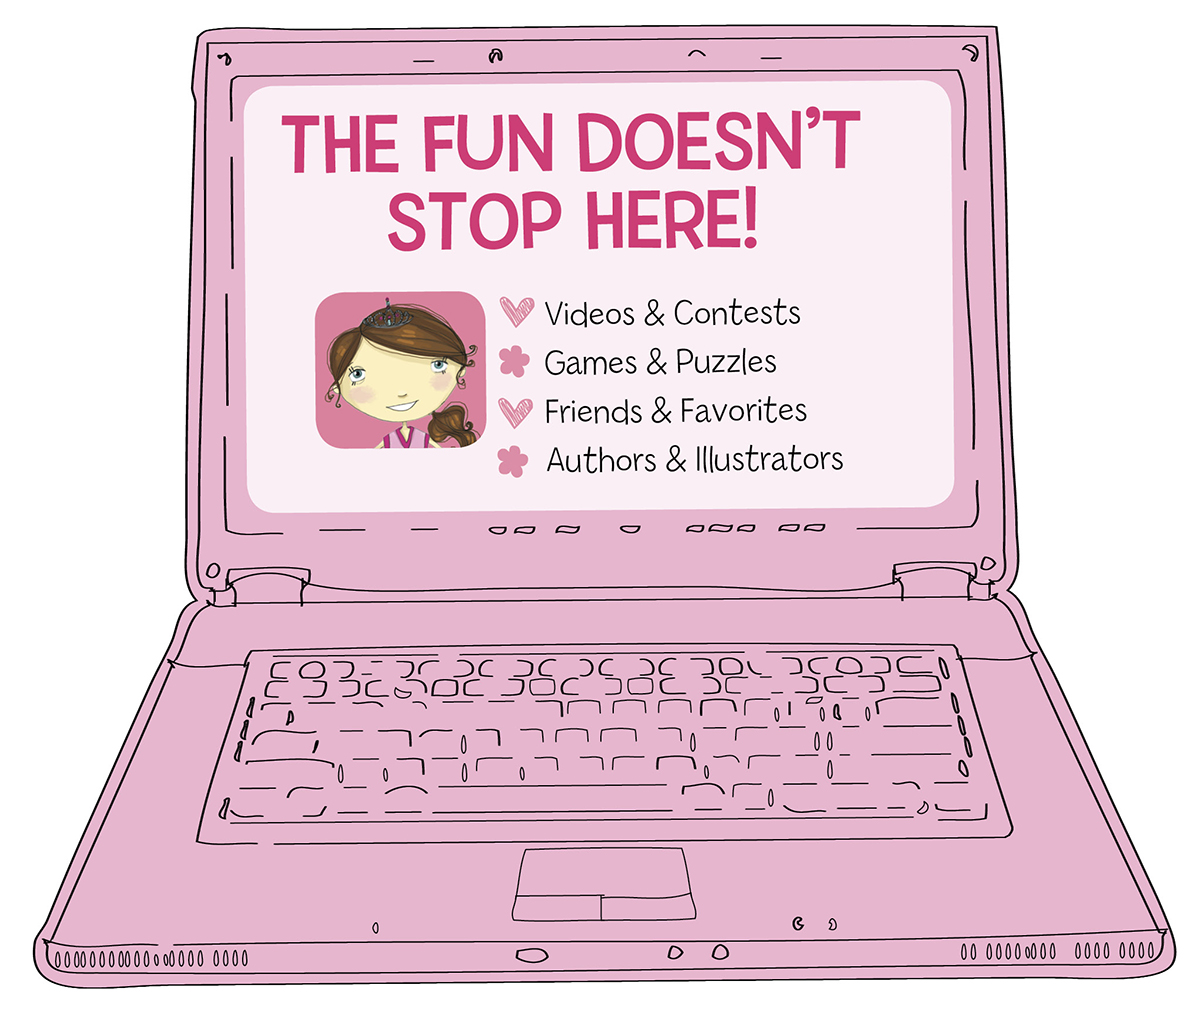 THE FUN DOESN'T
STOP HERE!
Videos & Contests
Games & Puzzles
Friends & Favorites
Authors & Illustrators